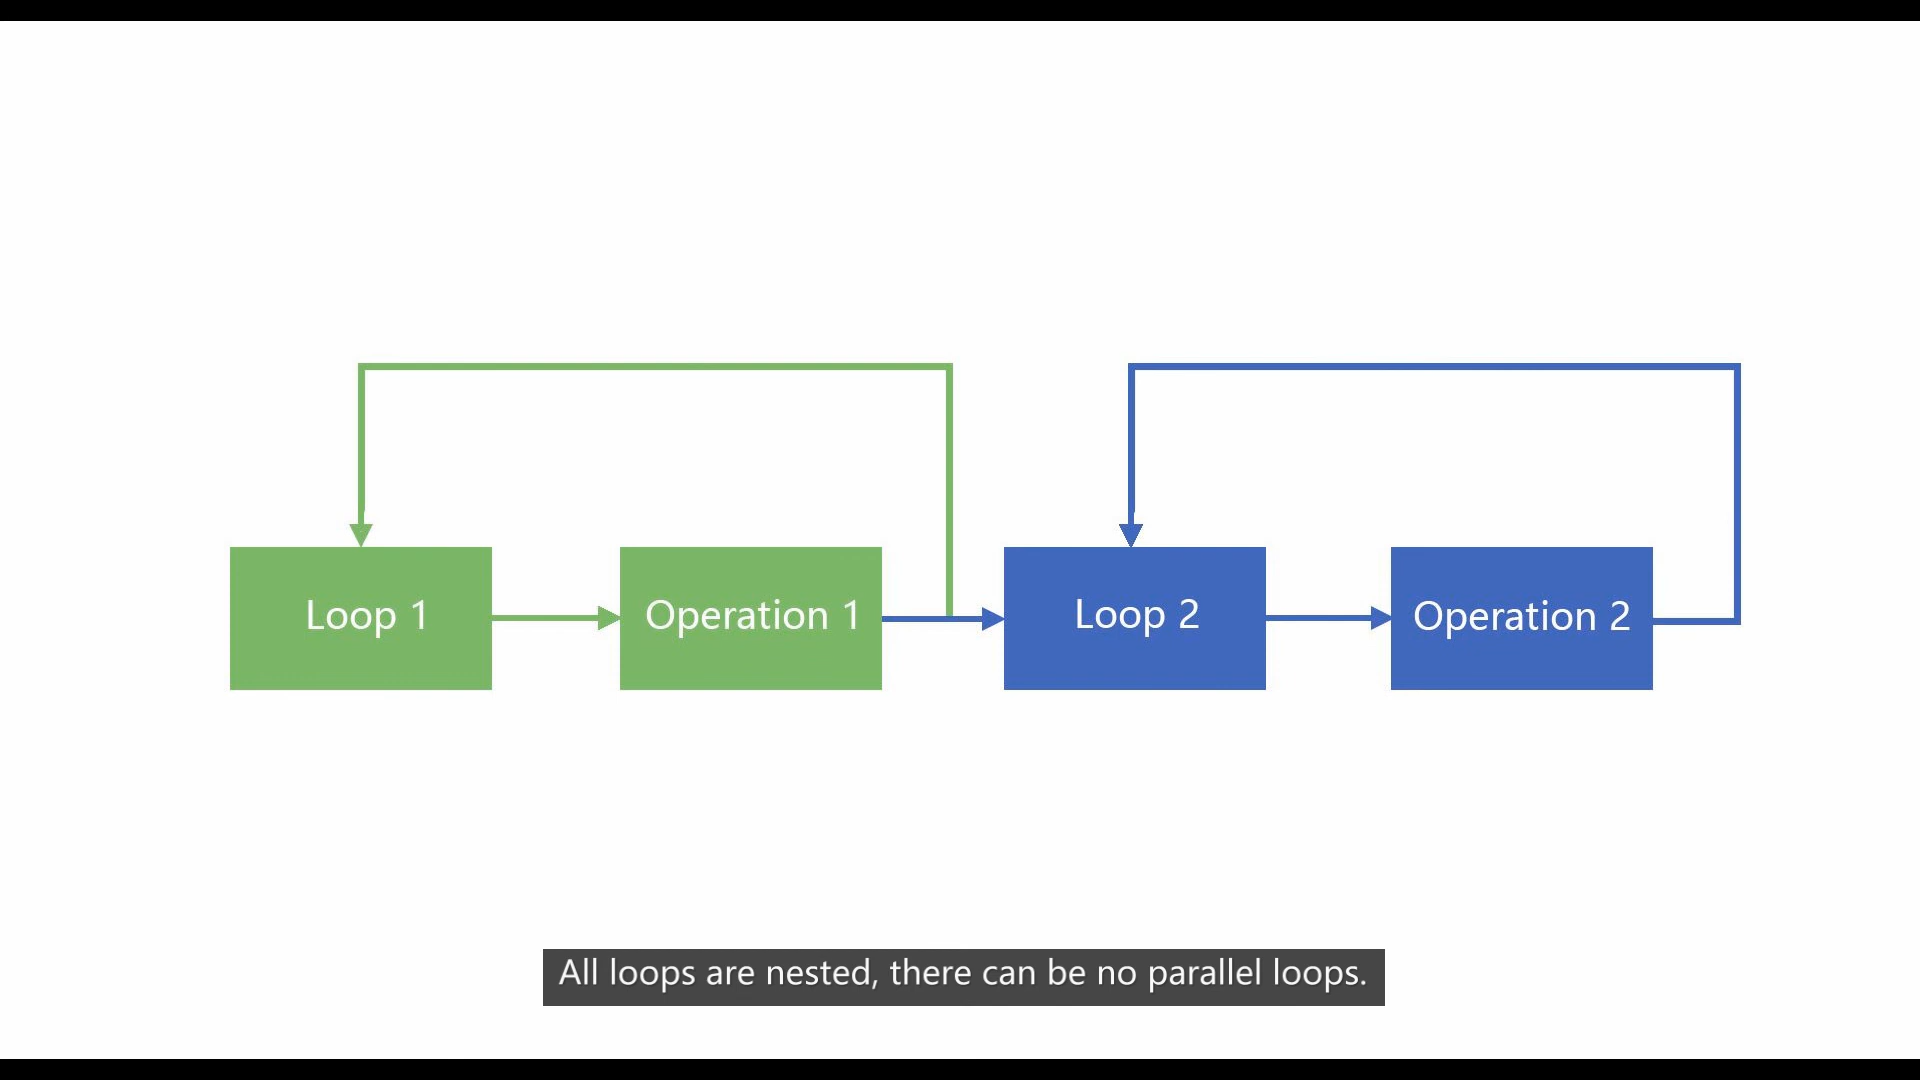 Loop 1
Operation 1
Loop 2
Operation 2
All loops are nested, there can be no parallel loops.